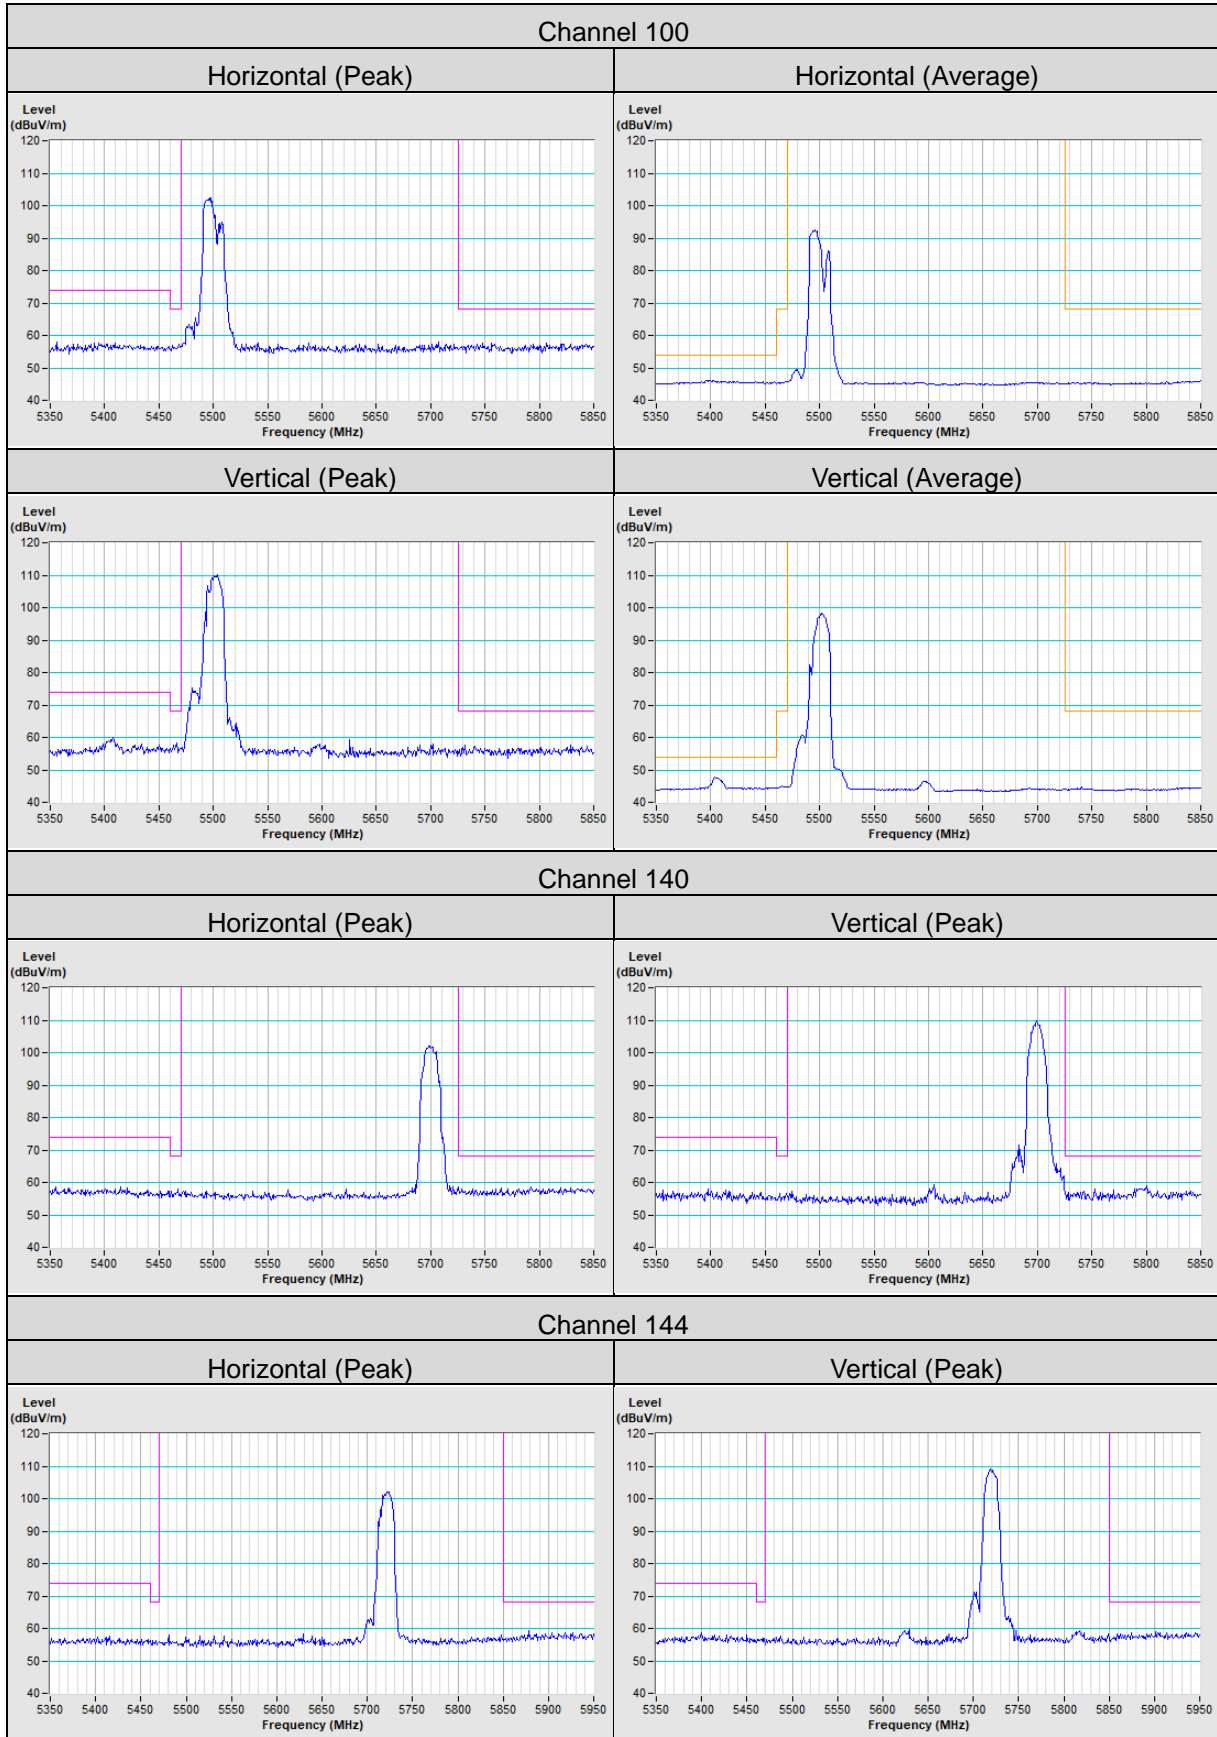 Channel 100
Horizontal (Peak)
Horizontal (Average)
Level
(dBuV/m)
120
110
100
90
80
70
60
50
40
5350 5400 5450 5500 5550 5600 5650 5700 5750 5800 5850
Frequency (MHz)
Level
(dBuV/m)
120
110
100
90
80
70
60
50
40
5350 5400 5450 5500 5550 5600 5650 5700 5750 5800 5850
Frequency (MHz)
Vertical (Peak)
Vertical (Average)
Level
(dBuV/m)
120
110
100
90
80
70
60
50
40
5350 5400 5450 5500 5550 5600 5650 5700 5750 5800 5850
Frequency (MHz)
Level
(dBuV/m)
120
110
100
90
80
70
60
50
40
5350 5400 5450 5500 5550 5600 5650 5700 5750 5800 5850
Frequency (MHz)
Channel 140
Horizontal (Peak)
Vertical (Peak)
Level
(dBuV/m)
120
110
100
90
80
70
60
50
40
5350 5400 5450 5500 5550 5600 5650 5700 5750 5800 5850
Frequency (MHz)
Level
(dBuV/m)
120
110
100
90
80
70
60
50
40
5350 5400 5450 5500 5550 5600 5650 5700 5750 5800 5850
Frequency (MHz)
Channel 144
Horizontal (Peak)
Vertical (Peak)
Level
(dBuV/m)
120
110
100
90
80
70
60
50
40
5350 5400 5450 5500 5550 5600 5650 5700 5750 5800 5850 5900 5950
Frequency (MHz)
Level
(dBuV/m)
120
110
100
90
80
70
60
50
40
5350 5400 5450 5500 5550 5600 5650 5700 5750 5800 5850 5900 5950
Frequency (MHz)